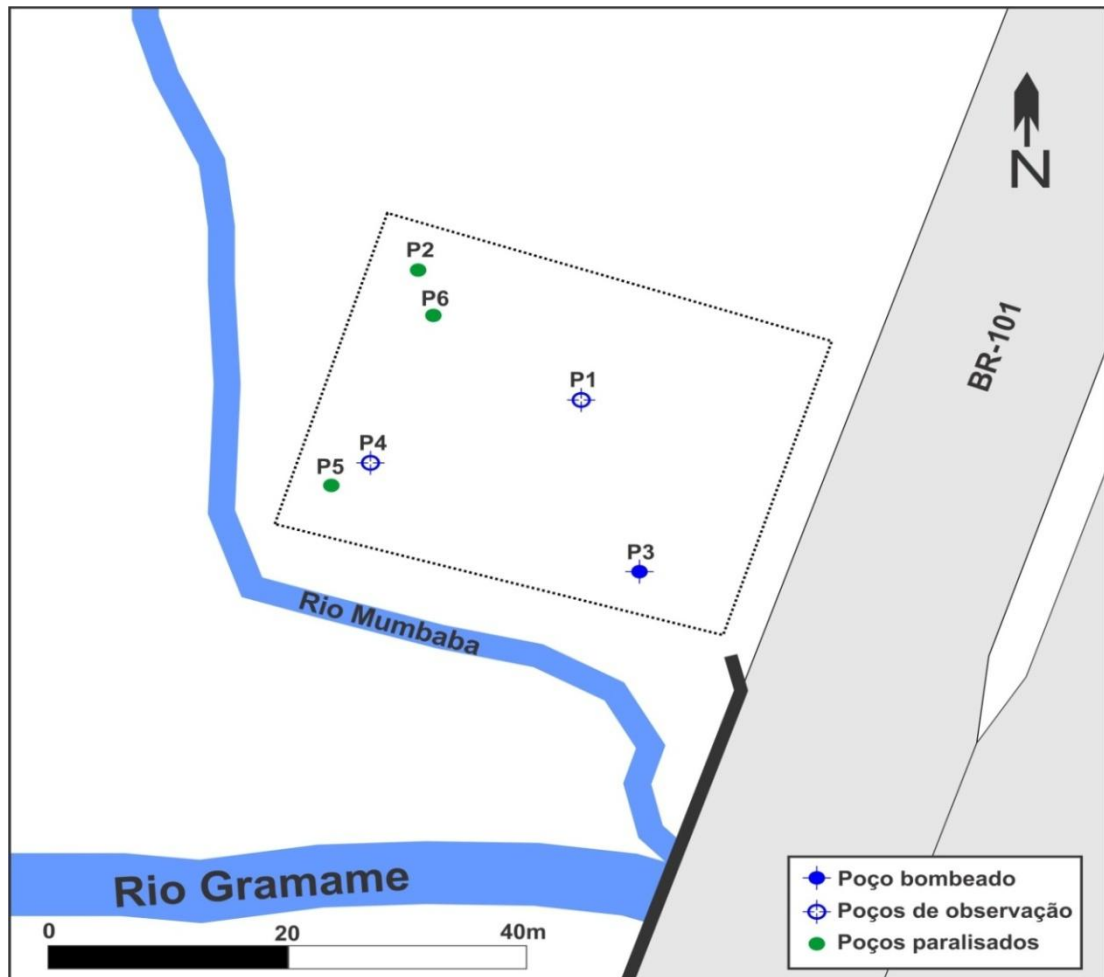 N
BR-101
P2
P6
P1
P4
P5
P3
Rio Mumbaba
Rio Gramame
0 20 40m
Poço bombeado
Poços de observação
Poços paralisados